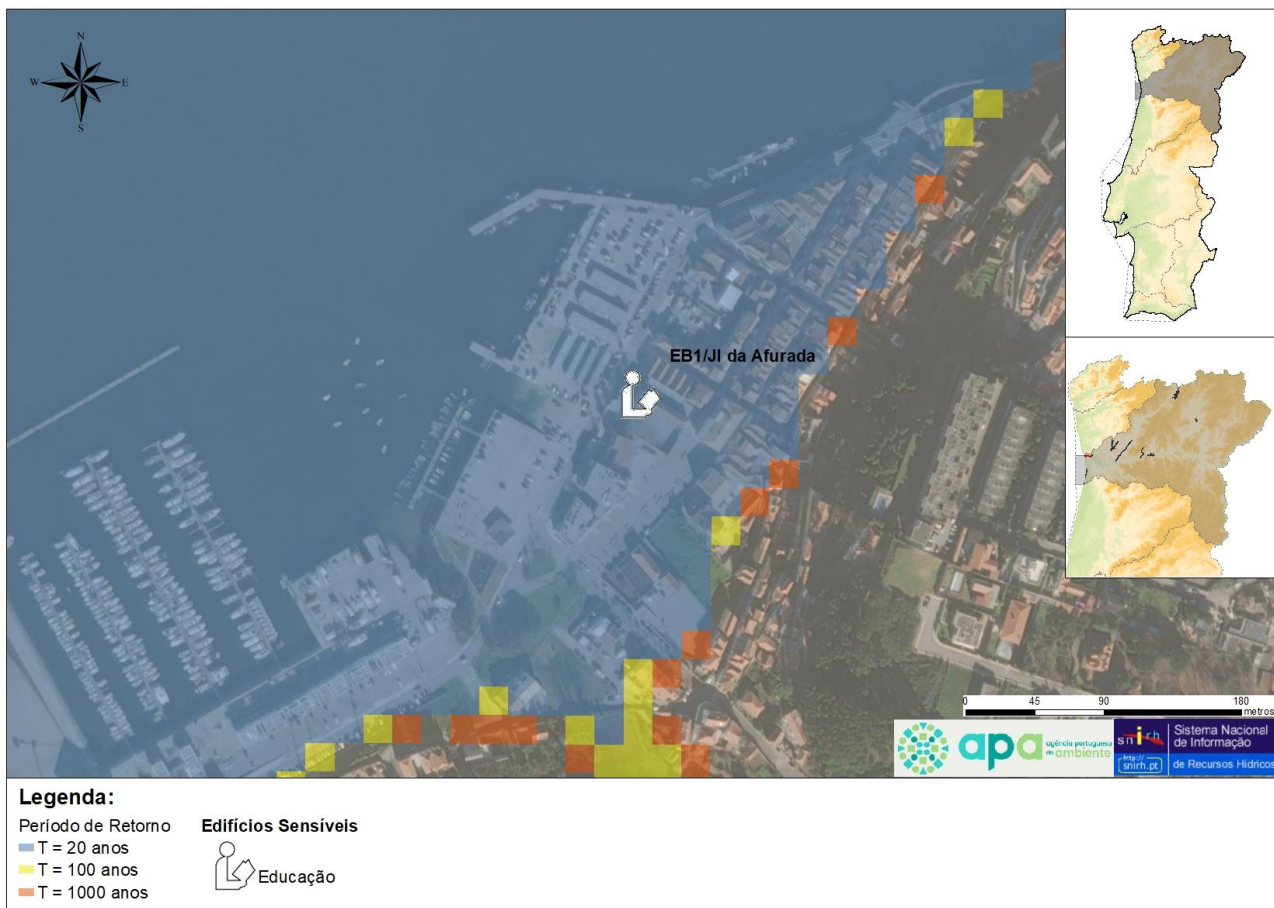 N
W
E
S
EB1/JI da Afurada
0 45 90 180
metros
apa agência portuguesa
do ambiente
snirh
http://
snirh.pt
Sistema Nacional
de Informação
de Recursos Hídricos
Legenda:
Período de Retorno
T = 20 anos
T = 100 anos
T = 1000 anos
Edifícios Sensíveis
Educação